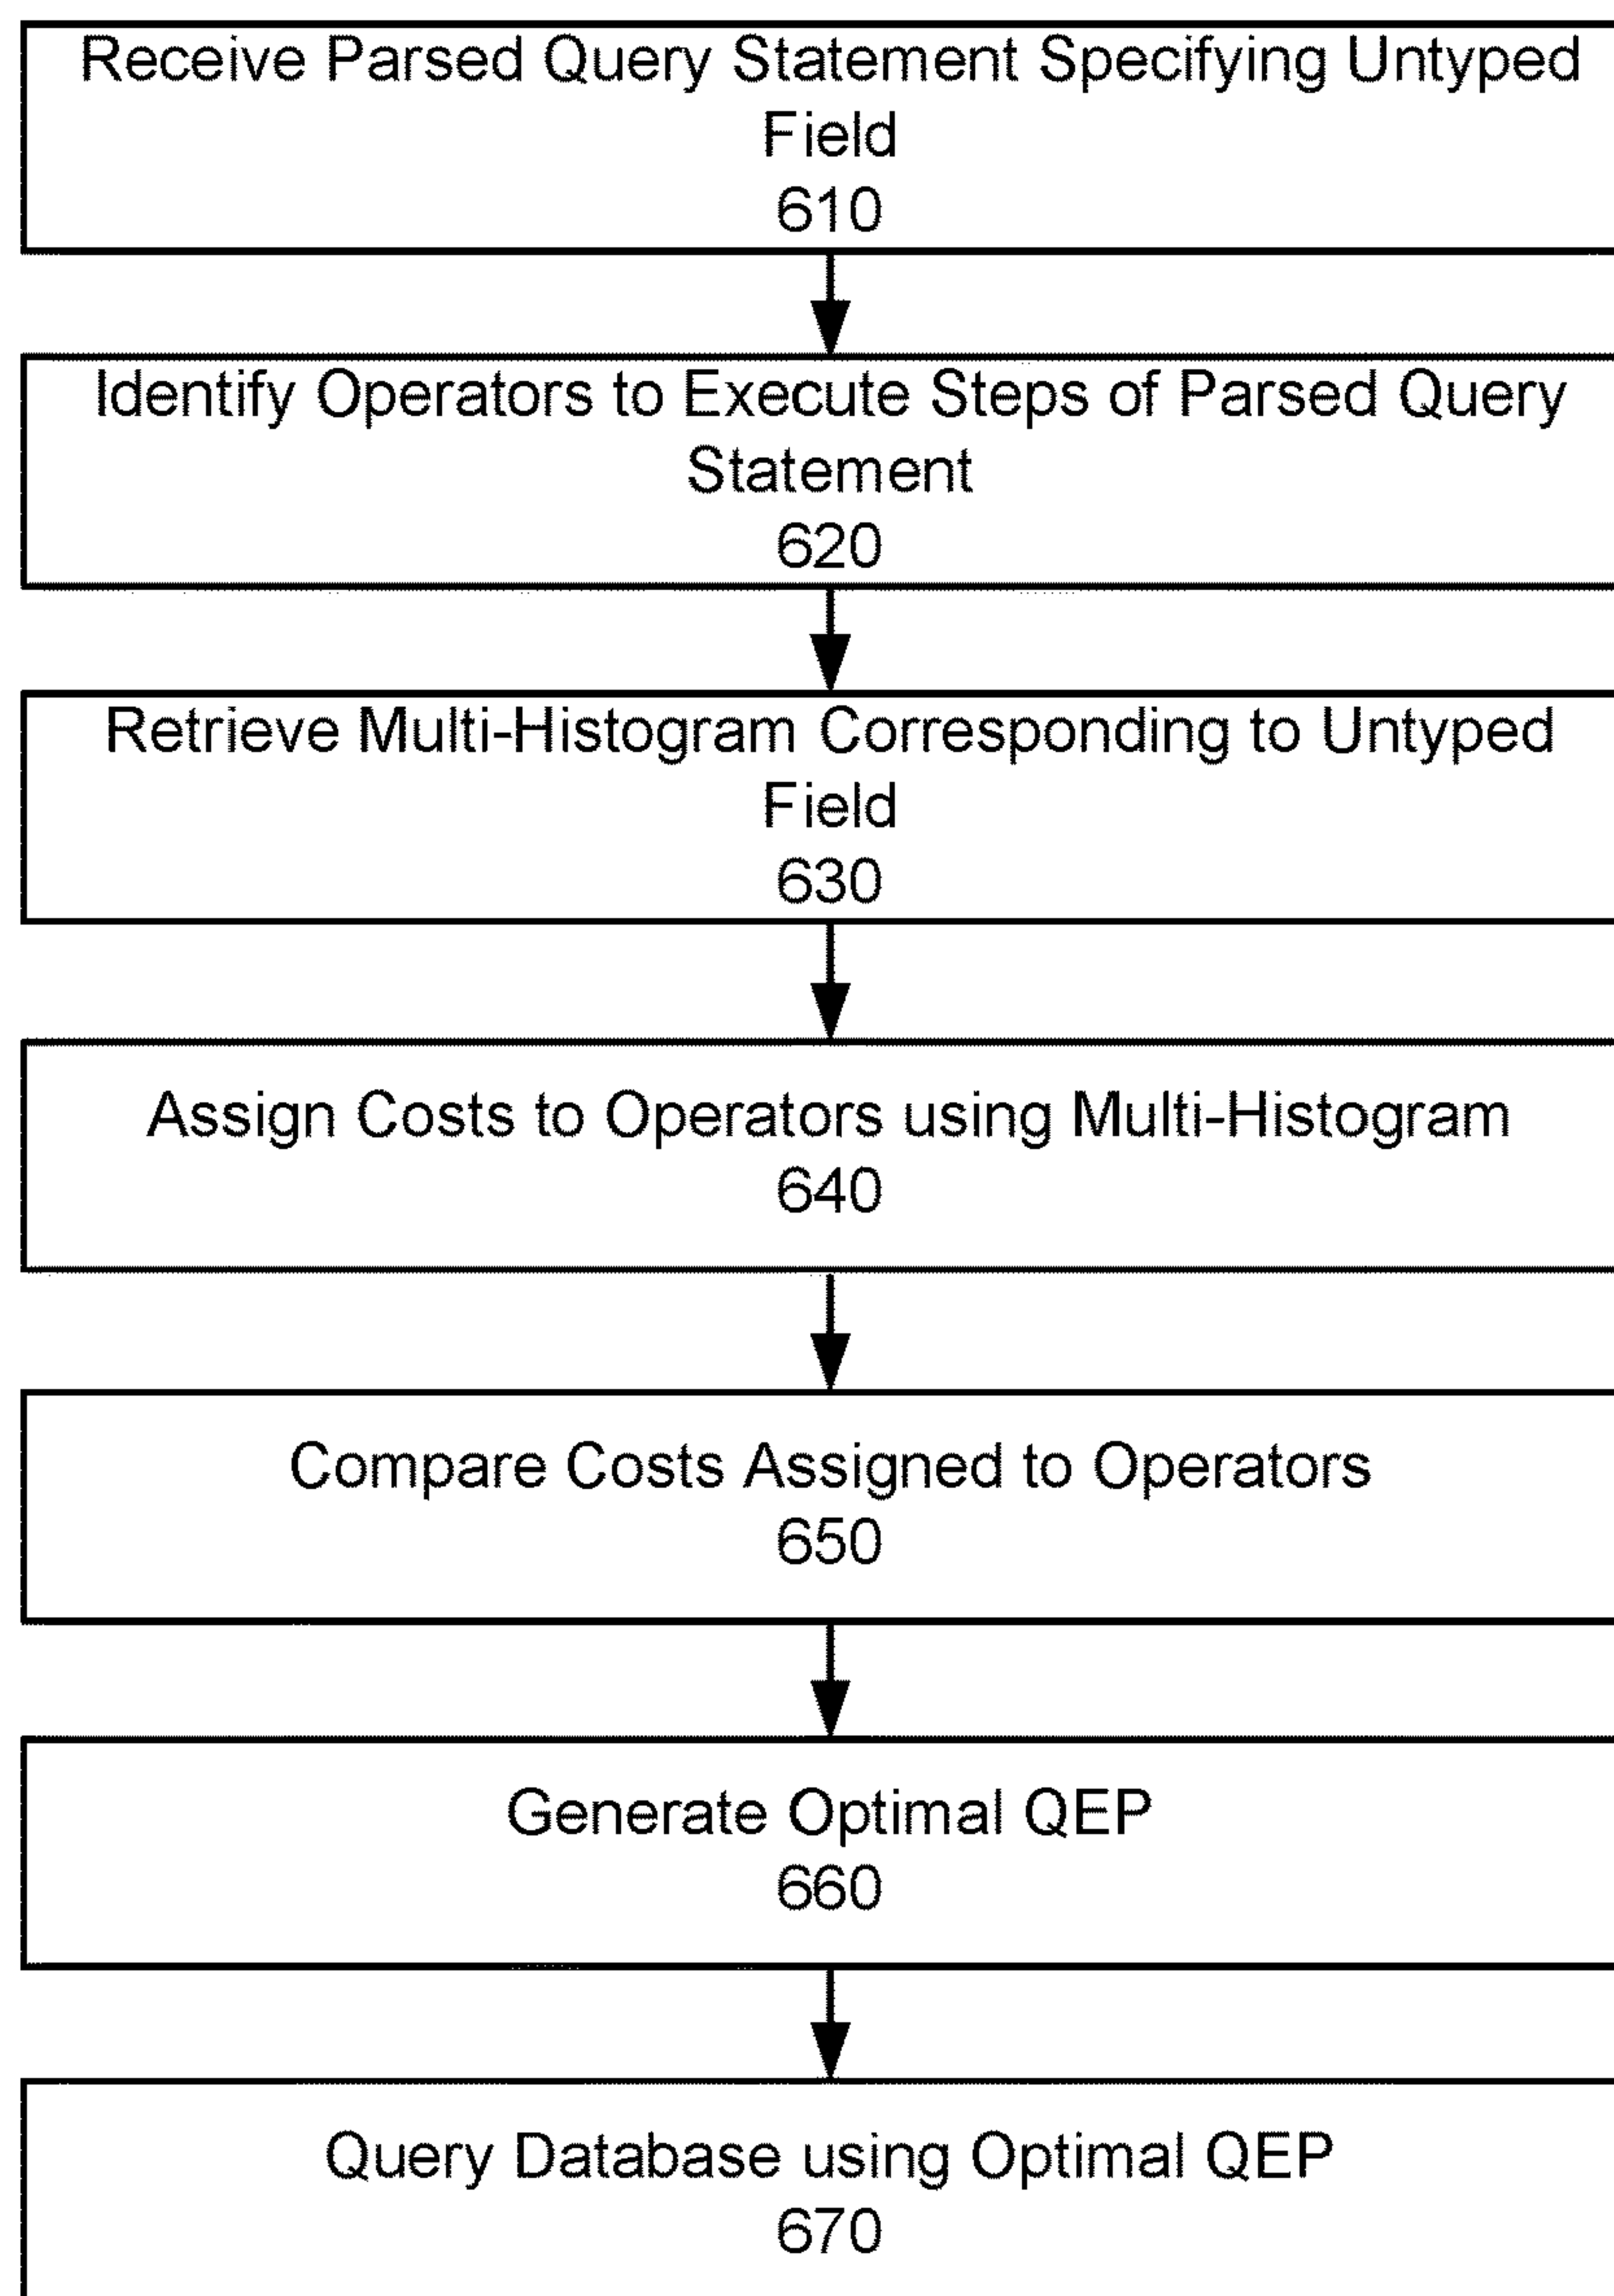 Receive Parsed Query Statement Specifying Untyped
Field
610
Identify Operators to Execute Steps of Parsed Query
Statement
620
Retrieve Multi-Histogram Corresponding to Untyped
Field
630
Assign Costs to Operators using Multi-Histogram
640
Compare Costs Assigned to Operators
650
Generate Optimal QEP
660
Query Database using Optimal QEP
670